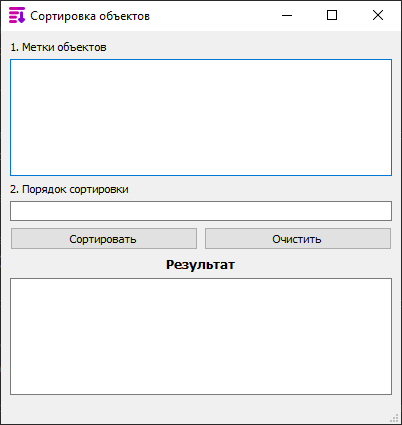 Сортировка объектов
1. Метки объектов
2. Порядок сортировки
Сортировать
Очистить
Результат